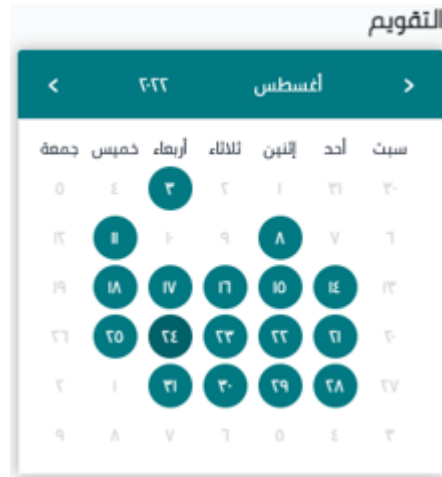 التقويم
أغسطس ٢٠٢٢
سبت أحد إثنين ثلاثاء أربعاء خميس جمعة
٣٠ ٣١ ١ ٢ ٣ ٤ ٥
٦ ٧ ٨ ٩ ١٠ ١١ ١٢
١٣ ١٤ ١٥ ١٦ ١٧ ١٨ ١٩
٢٠ ٢١ ٢٢ ٢٣ ٢٤ ٢٥ ٢٦
٢٧ ٢٨ ٢٩ ٣٠ ٣١ ١ ٢
٣ ٤ ٥ ٦ ٧ ٨ ٩